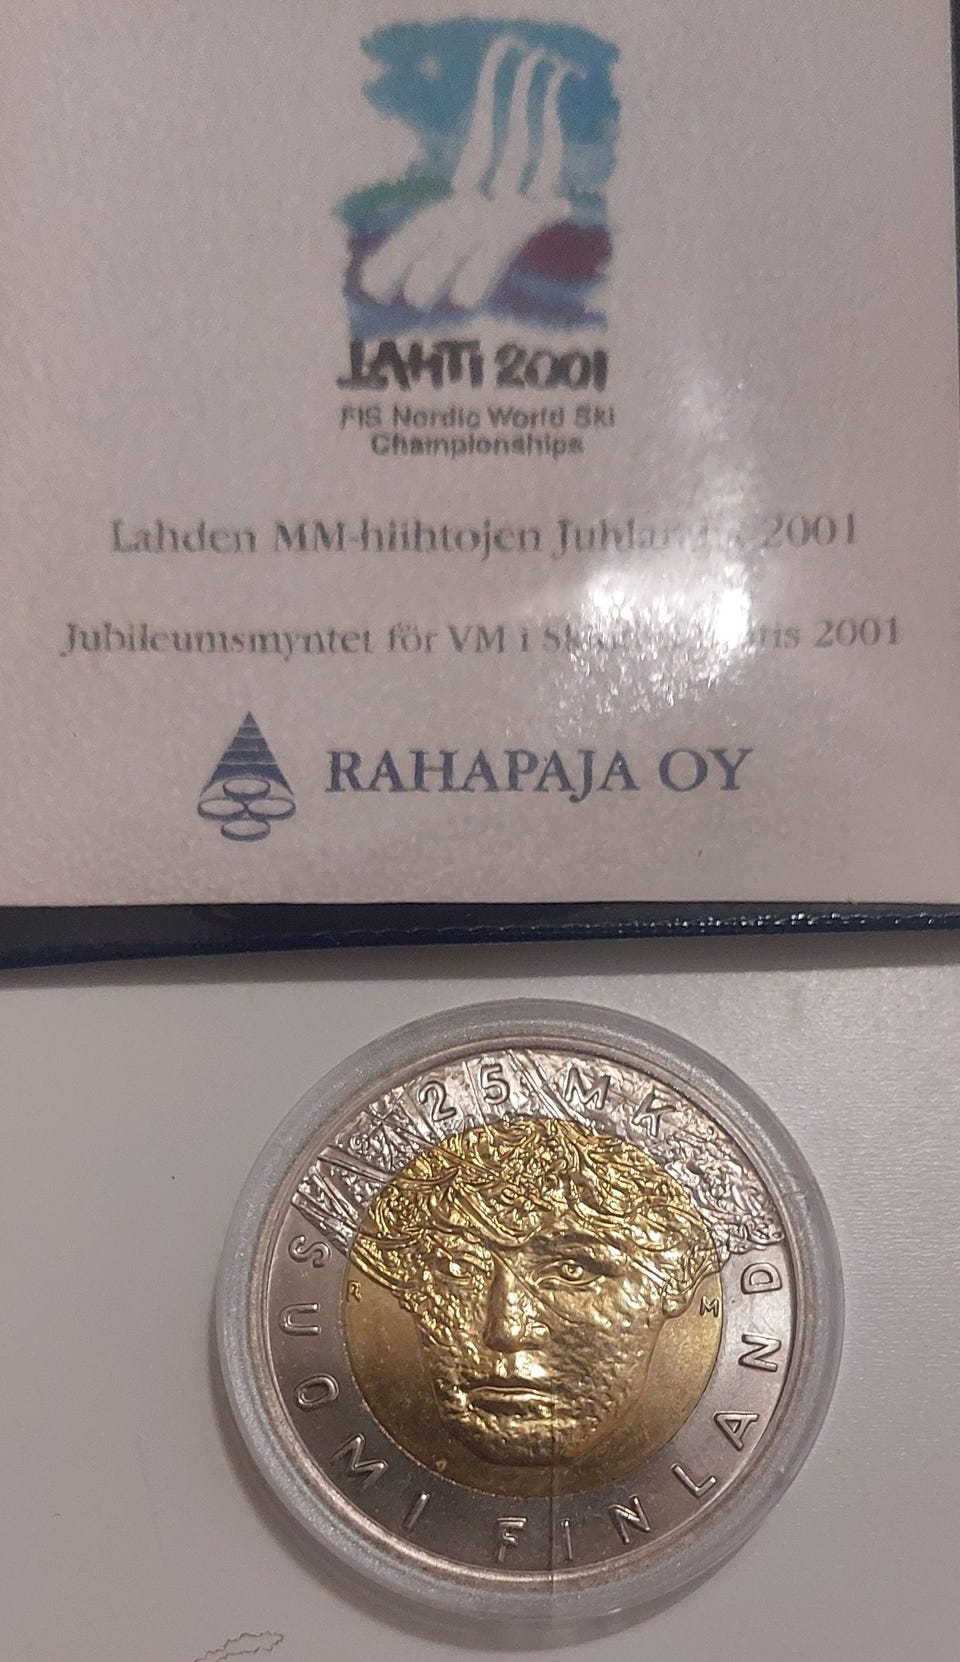 LAHTI 2001
FIS Nordic World Ski
Championships
Lahden MM-hiihtojen 2001
Jubileumsmyntet för VM i 2001
RAHAPAJA OY
25 MK
R M
SUOMI FINLAND